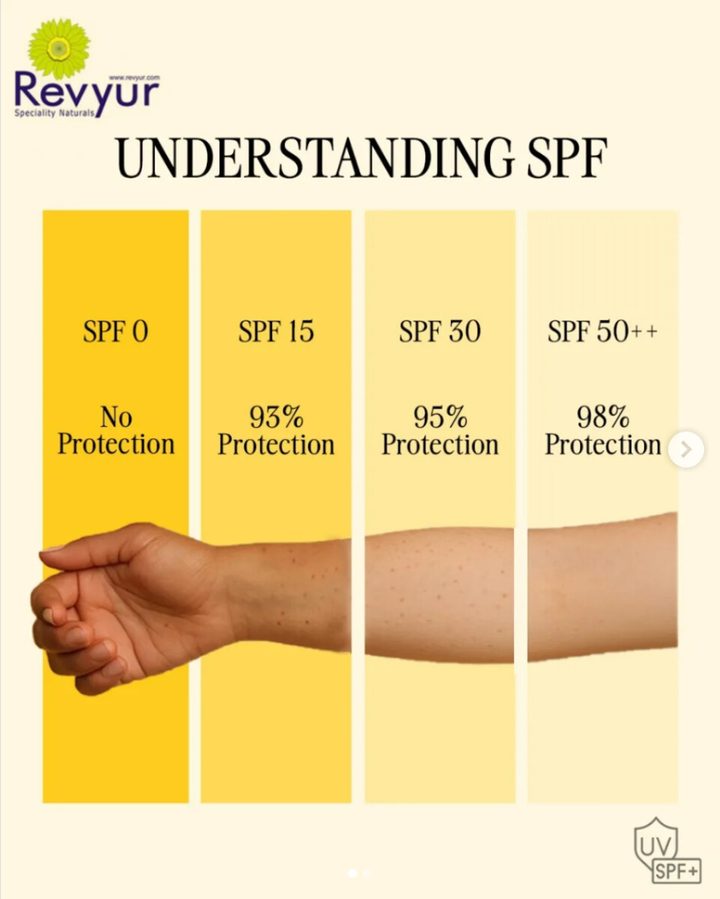 www.revyur.com
Revyur
Speciality Naturals
UNDERSTANDING SPF
SPF 0
No
Protection
SPF 15
93%
Protection
SPF 30
95%
Protection
SPF 50++
98%
Protection
UV
SPF+